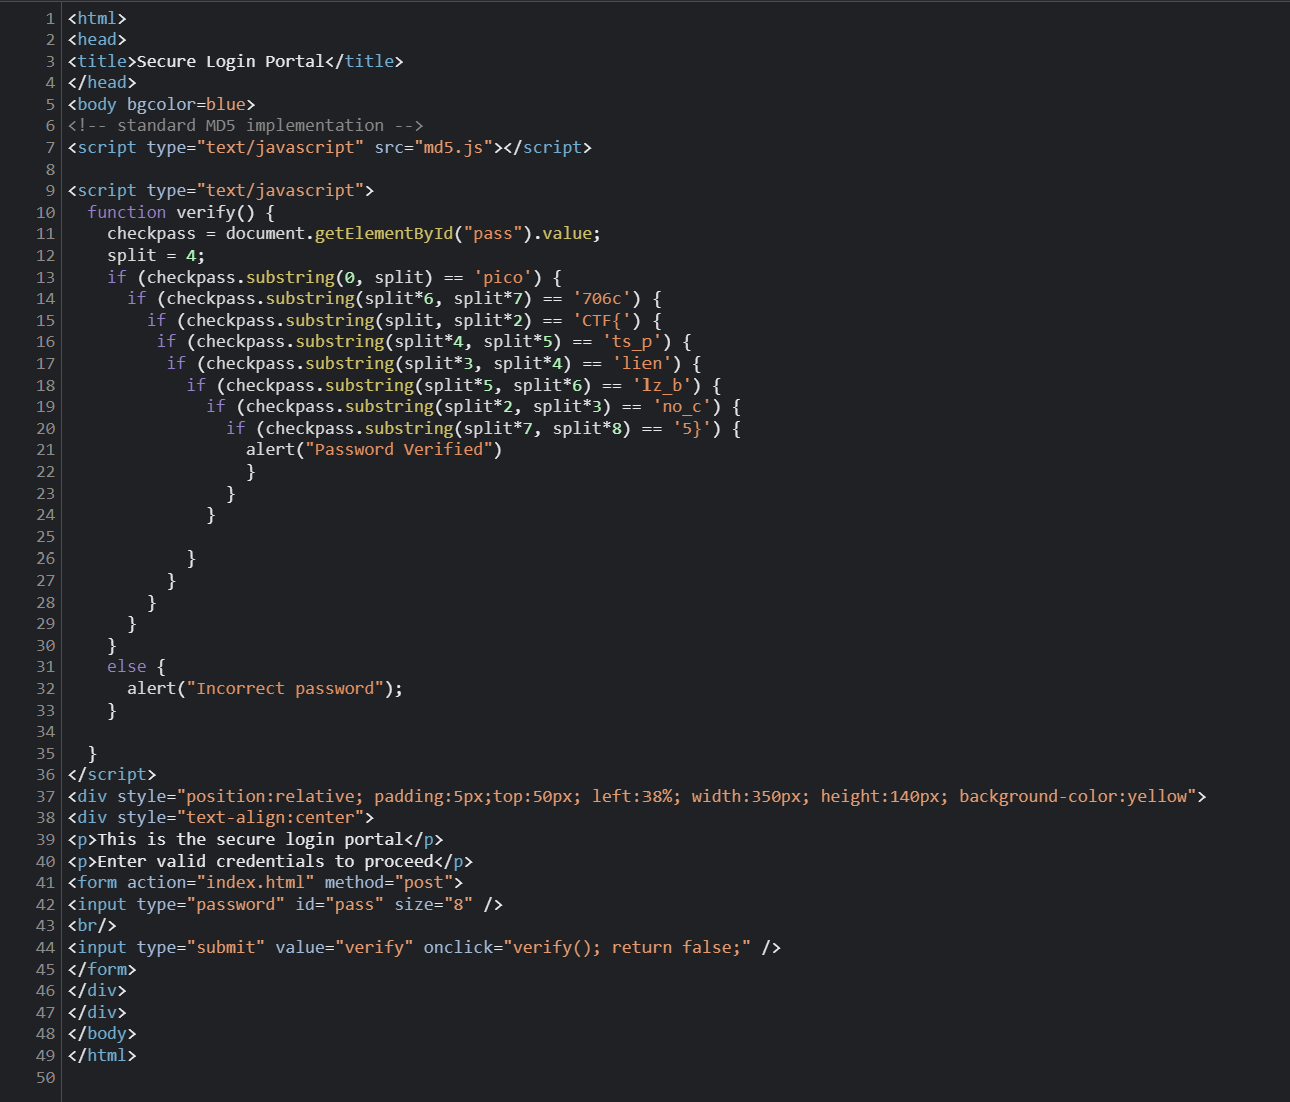 1 <html>
2 <head>
3 <title>Secure Login Portal</title>
4 </head>
5 <body bgcolor=blue>
6 <!-- standard MD5 implementation -->
7 <script type="text/javascript" src="md5.js"></script>
8
9 <script type="text/javascript">
10   function verify() {
11     checkpass = document.getElementById("pass").value;
12     split = 4;
13     if (checkpass.substring(0, split) == 'pico') {
14       if (checkpass.substring(split*6, split*7) == '706c') {
15         if (checkpass.substring(split, split*2) == 'CTF{') {
16          if (checkpass.substring(split*4, split*5) == 'ts_p') {
17           if (checkpass.substring(split*3, split*4) == 'lien') {
18             if (checkpass.substring(split*5, split*6) == 'lz_b') {
19               if (checkpass.substring(split*2, split*3) == 'no_c') {
20                 if (checkpass.substring(split*7, split*8) == '5}') {
21                   alert("Password Verified")
22                   }
23                 }
24               }
25
26             }
27           }
28         }
29       }
30     }
31     else {
32       alert("Incorrect password");
33     }
34
35   }
36 </script>
37 <div style="position:relative; padding:5px;top:50px; left:38%; width:350px; height:140px; background-color:yellow">
38 <div style="text-align:center">
39 <p>This is the secure login portal</p>
40 <p>Enter valid credentials to proceed</p>
41 <form action="index.html" method="post">
42 <input type="password" id="pass" size="8" />
43 <br/>
44 <input type="submit" value="verify" onclick="verify(); return false;" />
45 </form>
46 </div>
47 </div>
48 </body>
49 </html>
50